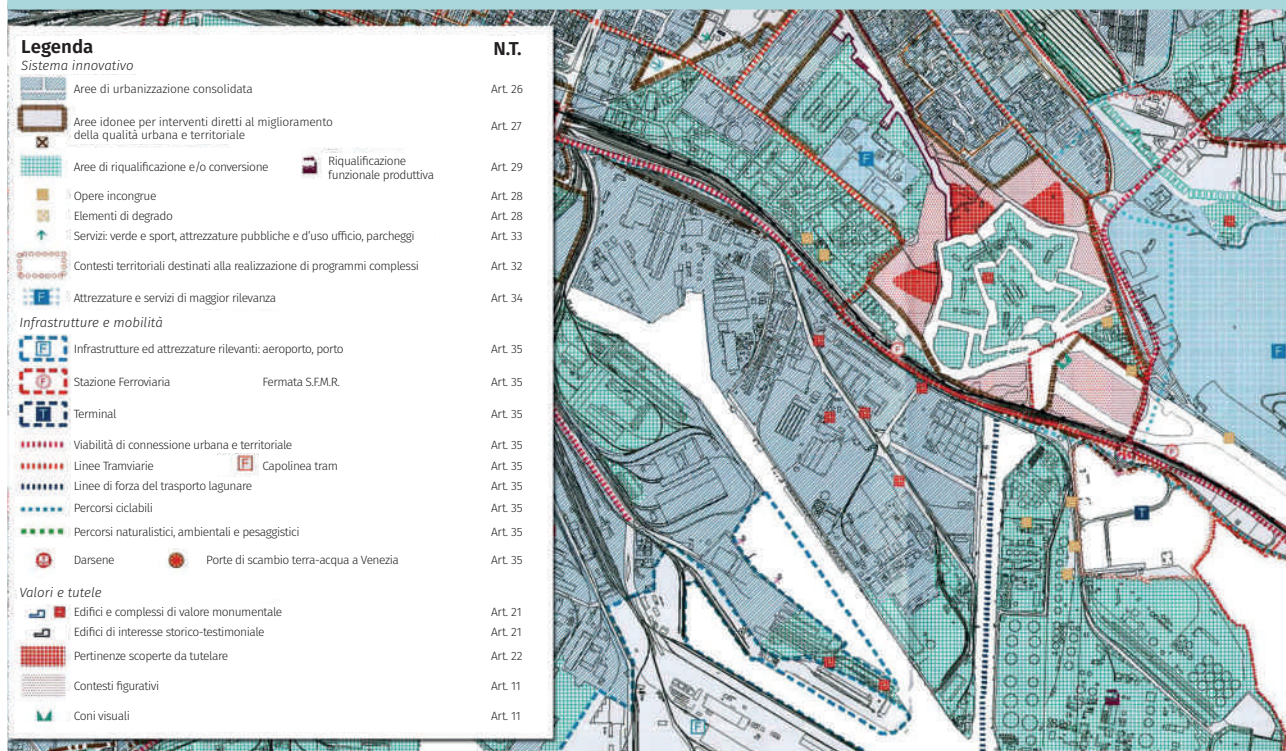 Legenda N.T.
Sistema innovativo
Aree di urbanizzazione consolidata Art. 26
Aree idonee per interventi diretti al miglioramento
della qualità urbana e territoriale Art. 27
Aree di riqualificazione e/o conversione Riqualificazione
funzionale produttiva Art. 29
Opere incongrue Art. 28
Elementi di degrado Art. 28
Servizi: verde e sport, attrezzature pubbliche e d'uso ufficio, parcheggi Art. 33
Contesti territoriali destinati alla realizzazione di programmi complessi Art. 32
F Attrezzature e servizi di maggior rilevanza Art. 34
Infrastrutture e mobilità
F Infrastrutture ed attrezzature rilevanti: aeroporto, porto Art. 35
F Stazione Ferroviaria Fermata S.F.M.R. Art. 35
T Terminal Art. 35
Viabilità di connessione urbana e territoriale Art. 35
Linee Tramviarie F Capolinea tram Art. 35
Linee di forza del trasporto lagunare Art. 35
Percorsi ciclabili Art. 35
Percorsi naturalistici, ambientali e pesaggistici Art. 35
Darsene Porte di scambio terra-acqua a Venezia Art. 35
Valori e tutele
Edifici e complessi di valore monumentale Art. 21
Edifici di interesse storico-testimoniale Art. 21
Pertinenze scoperte da tutelare Art. 22
Contesti figurativi Art. 11
Coni visuali Art. 11
F
F
F
F
T
F